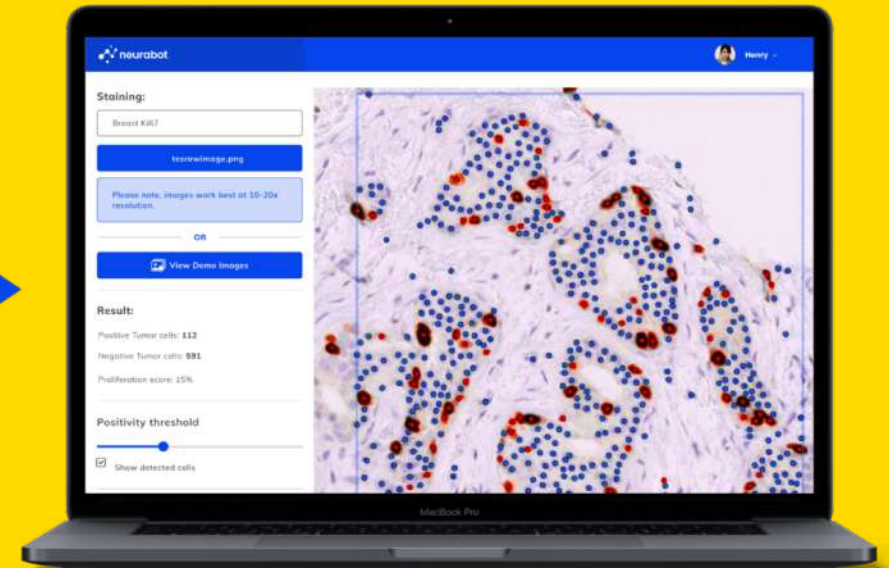 neurabot
Henry
Staining:
Breast Ki67
tesrawimage.png
Please note, images work best at 10-20x
resolution.
OR
View Demo Images
Result:
Positive Tumor cells: 112
Negative Tumor cells: 591
Proliferation score: 15%
Positivity threshold
Show detected cells
MacBook Pro